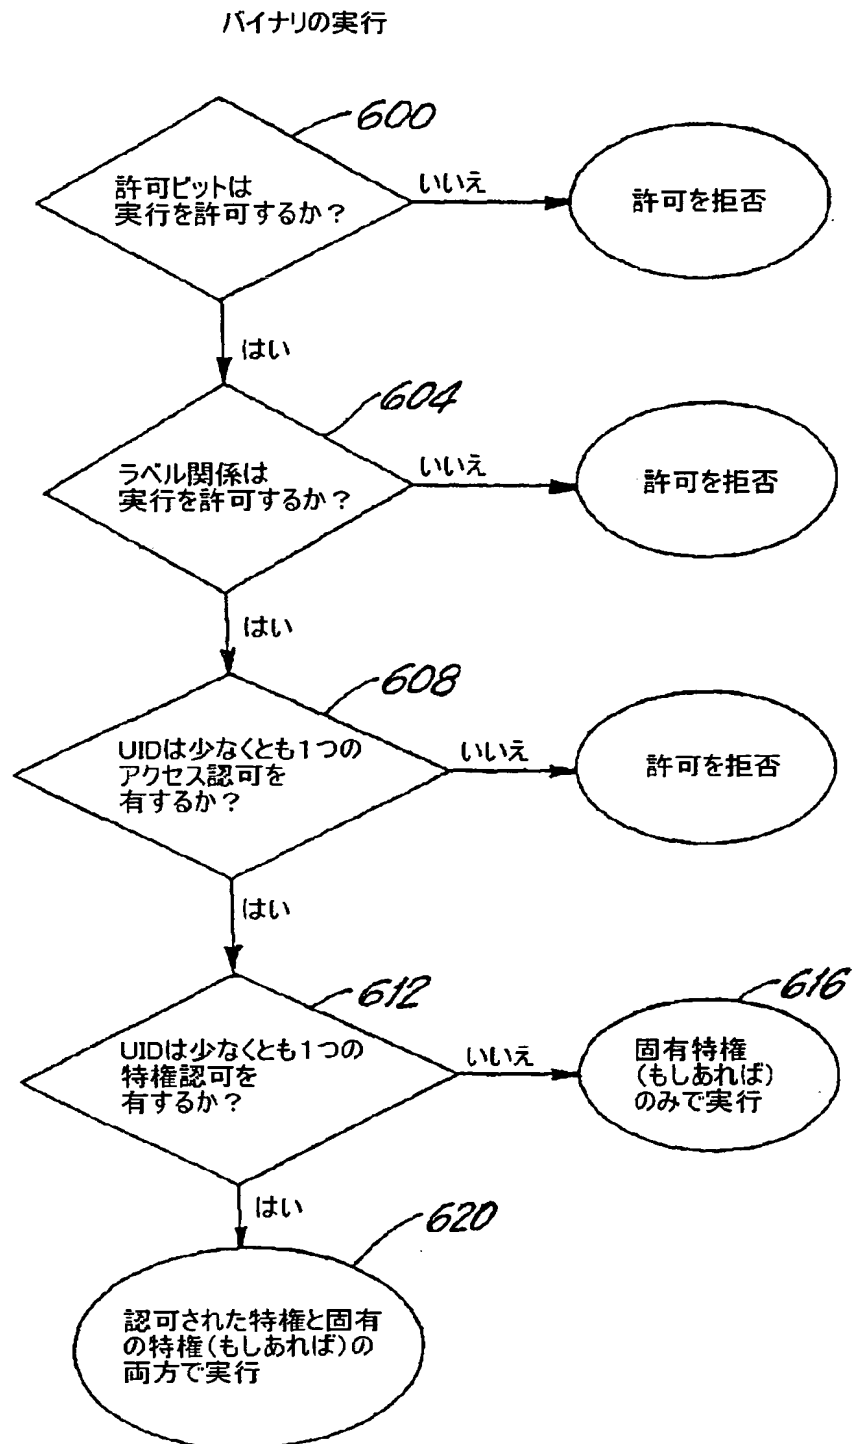 バイナリの実行
600
許可ビットは
実行を許可するか？
いいえ
許可を拒否
はい
604
ラベル関係は
実行を許可するか？
いいえ
許可を拒否
はい
608
UIDは少なくとも1つの
アクセス認可を
有するか？
いいえ
許可を拒否
はい
612
UIDは少なくとも1つの
特権認可を
有するか？
いいえ
616
固有特権
（もしあれば）
のみで実行
はい
620
認可された特権と固有
の特権（もしあれば）の
両方で実行